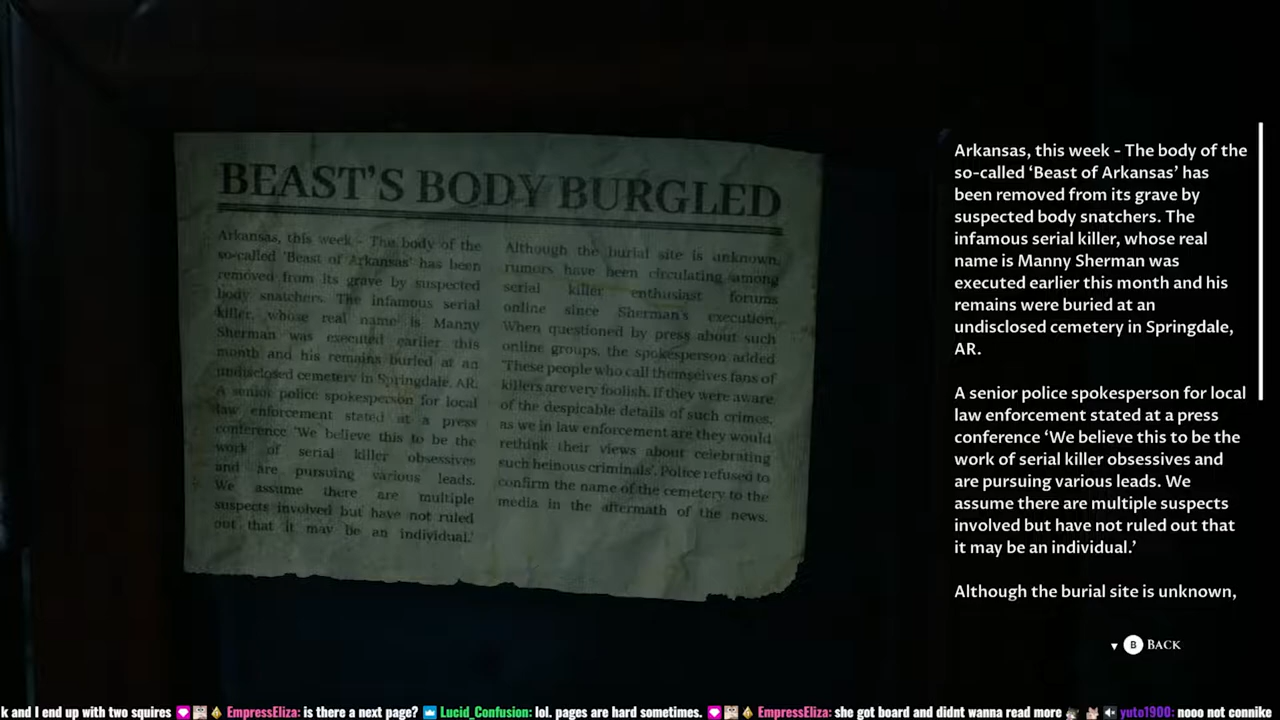 BEAST'S BODY BURGLED
Arkansas, this week - The body of the
so-called 'Beast of Arkansas' has been
removed from its grave by suspected
body snatchers. The infamous serial
killer, whose real name is Manny
Sherman was executed earlier this
month and his remains buried at an
undisclosed cemetery in Springdale, AR.
A senior police spokesperson for local
law enforcement stated at a press
conference 'We believe this to be the
work of serial killer obsessives
and are pursuing various leads.
We assume there are multiple
suspects involved but have not ruled
out that it may be an individual.'
Although the burial site is unknown,
rumors have been circulating among
serial killer enthusiast forums
online since Sherman's execution.
When questioned by press about such
online groups, the spokesperson added
'These people who call themselves fans of
killers are very foolish. If they were aware
of the despicable details of such crimes,
as we in law enforcement are they would
rethink their views about celebrating
such heinous criminals'. Police refused to
confirm the name of the cemetery to the
media in the aftermath of the news.
Arkansas, this week - The body of the
so-called 'Beast of Arkansas' has
been removed from its grave by
suspected body snatchers. The
infamous serial killer, whose real
name is Manny Sherman was
executed earlier this month and his
remains were buried at an
undisclosed cemetery in Springdale,
AR.
A senior police spokesperson for local
law enforcement stated at a press
conference 'We believe this to be the
work of serial killer obsessives and
are pursuing various leads. We
assume there are multiple suspects
involved but have not ruled out that
it may be an individual.'
Although the burial site is unknown,
B BACK
k and I end up with two squires EmpressEliza: is there a next page? Lucid_Confusion: lol. pages are hard sometimes. EmpressEliza: she got board and didnt wanna read more yuto1900: nooo not connike